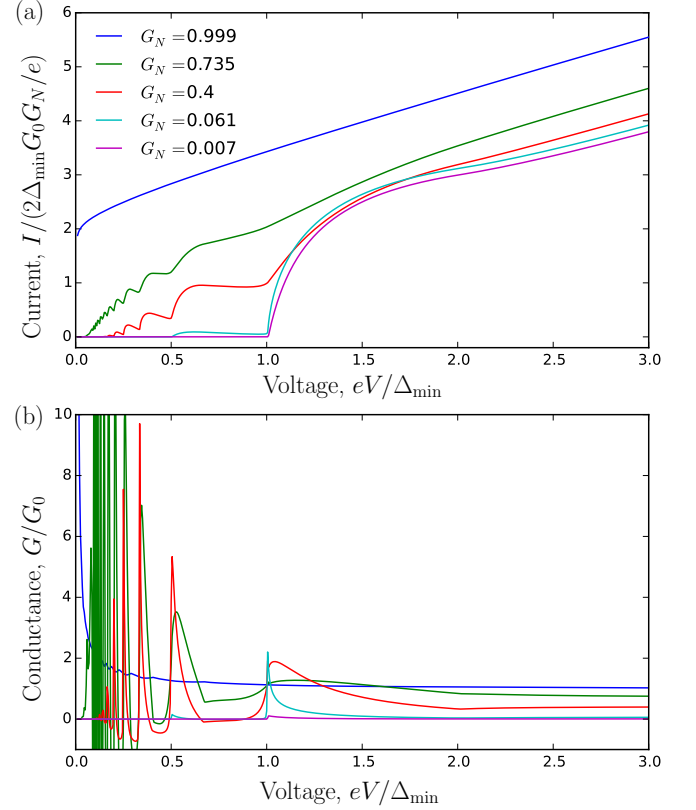 (a)
6
5
4
3
2
1
0
Current, I/(2Δ_min G_0 G_N/e)
G_N =0.999
G_N =0.735
G_N =0.4
G_N =0.061
G_N =0.007
0.0 0.5 1.0 1.5 2.0 2.5 3.0
Voltage, eV/Δ_min
(b)
10
8
6
4
2
0
Conductance, G/G_0
0.0 0.5 1.0 1.5 2.0 2.5 3.0
Voltage, eV/Δ_min